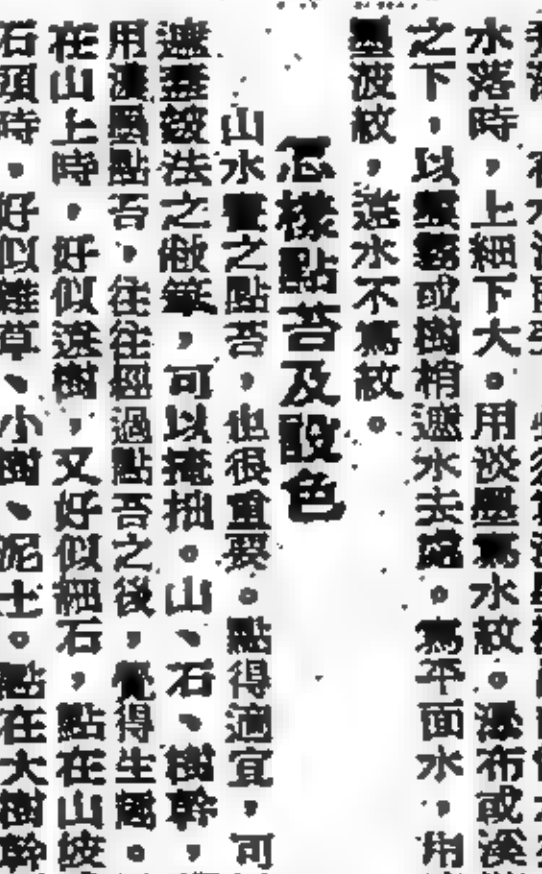 水落時，上細下大。用淡墨寫水紋。瀑布或溪
之下，以雲霧或樹梢遮水去處。寫平面水，用
墨波紋，遠水不寫紋。
怎樣點苔及設色
山水畫之點苔，也很重要。點得適宜，可
遮蓋皴法之敝筆，可以掩拙。山、石、樹幹，
用濃墨點苔，往往經過點苔之後，覺得生動。
在山上時，好似遠樹，又好似細石，點在山
石頭時，好似雜草、小樹、泥土。點在大樹幹